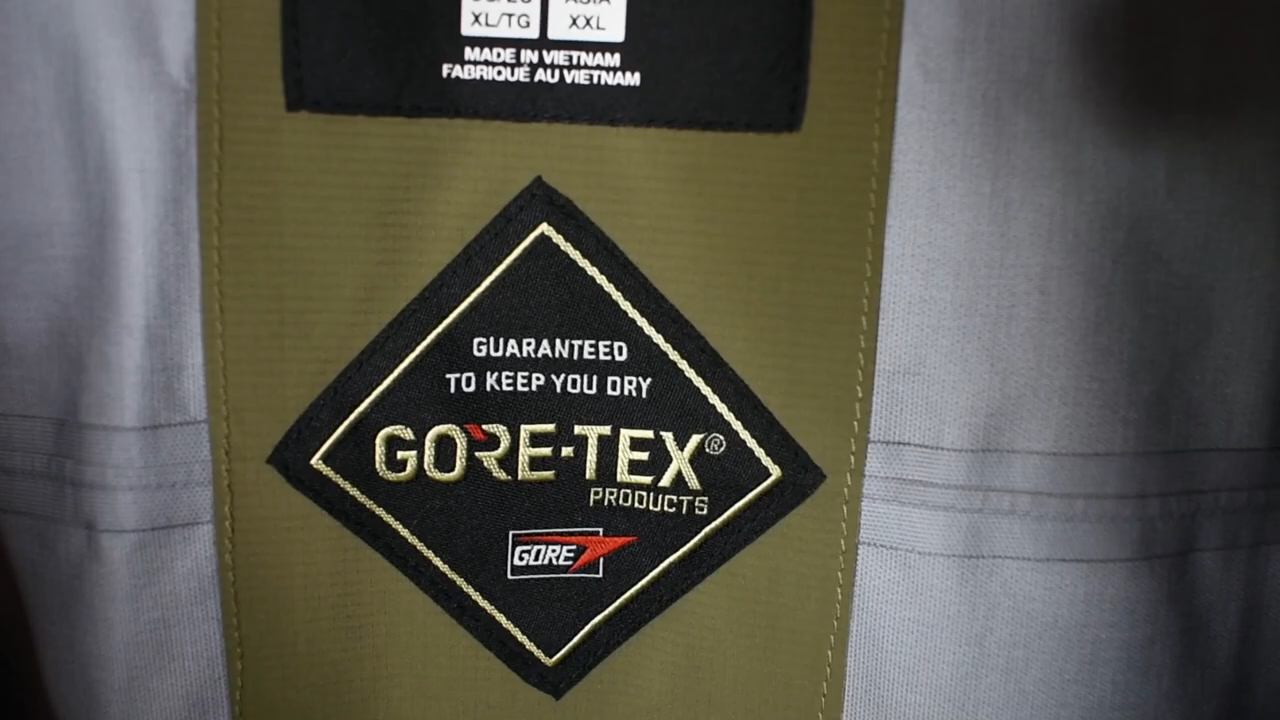 XL/TG XXL
MADE IN VIETNAM
FABRIQUÉ AU VIETNAM
GUARANTEED
TO KEEP YOU DRY
GORE-TEX®
PRODUCTS
GORE